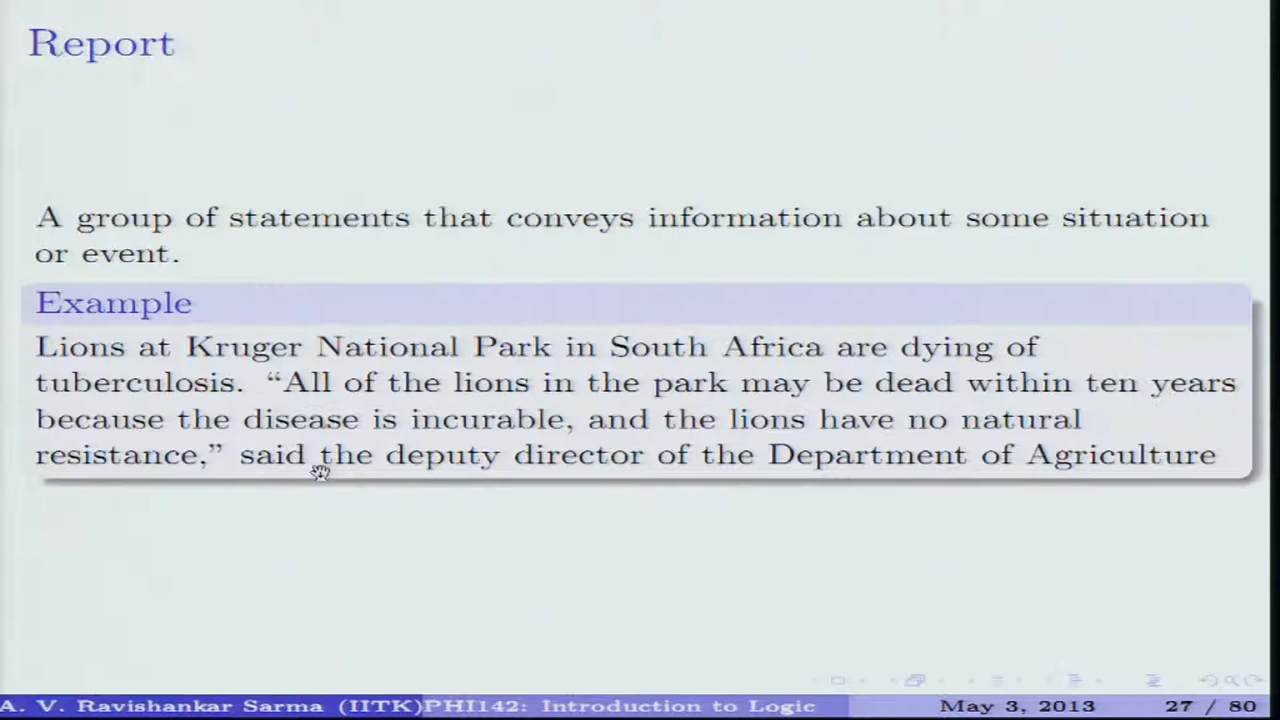 Report
A group of statements that conveys information about some situation
or event.
Example
Lions at Kruger National Park in South Africa are dying of
tuberculosis. “All of the lions in the park may be dead within ten years
because the disease is incurable, and the lions have no natural
resistance,” said the deputy director of the Department of Agriculture
A. V. Ravishankar Sarma (IITK) PHI142: Introduction to Logic May 3, 2013 27 / 80